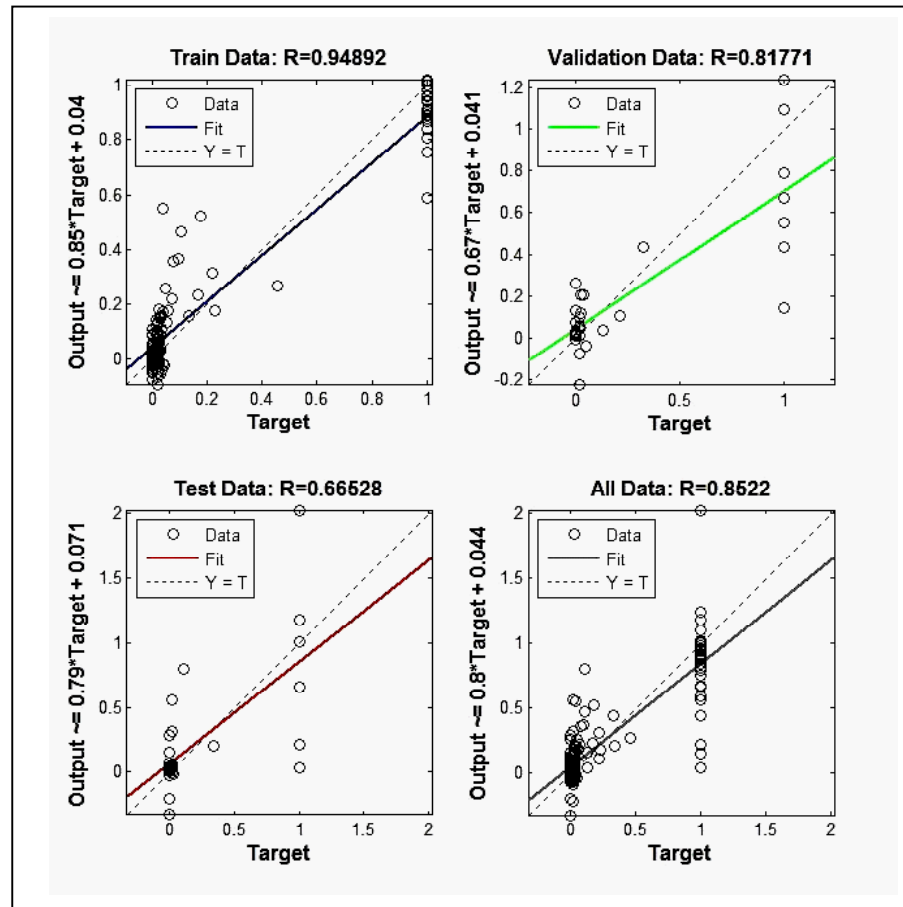 Train Data: R=0.94892
Output ~= 0.85*Target + 0.04
Data
Fit
Y = T
1
0.8
0.6
0.4
0.2
0
0 0.2 0.4 0.6 0.8 1
Target
Validation Data: R=0.81771
Output ~= 0.67*Target + 0.041
Data
Fit
Y = T
1.2
1
0.8
0.6
0.4
0.2
0
-0.2
0 0.5 1
Target
Test Data: R=0.66528
Output ~= 0.79*Target + 0.071
Data
Fit
Y = T
2
1.5
1
0.5
0
0 0.5 1 1.5 2
Target
All Data: R=0.8522
Output ~= 0.8*Target + 0.044
Data
Fit
Y = T
2
1.5
1
0.5
0
0 0.5 1 1.5 2
Target